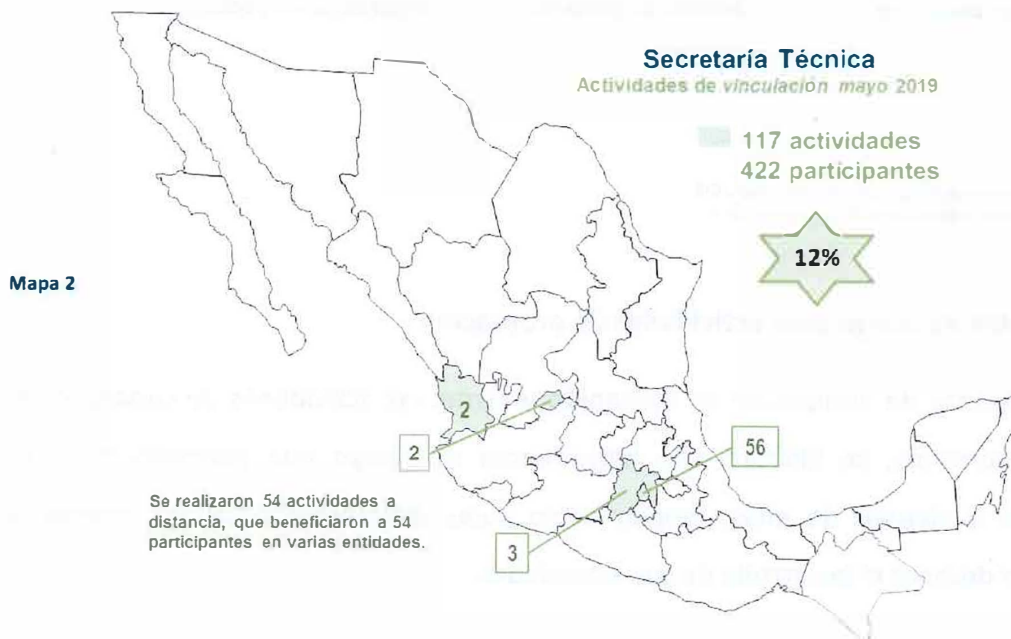 Secretaría Técnica
Actividades de vinculación mayo 2019
117 actividades
422 participantes
12%
Mapa 2
2
2
56
3
Se realizaron 54 actividades a
distancia, que beneficiaron a 54
participantes en varias entidades.